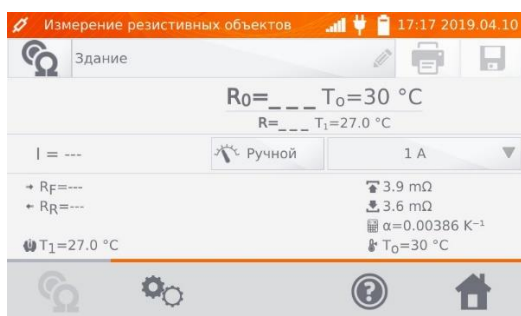 Измерение резистивных объектов 17:17 2019.04.10
Здание
R₀=_ _ _ T₀=30 °C
R=_ _ _ T₁=27.0 °C
I = ---
Ручной
1 A
→ RF=---
← RR=---
T1=27.0 °C
3.9 mΩ
3.6 mΩ
α=0.00386 K⁻¹
T₀=30 °C